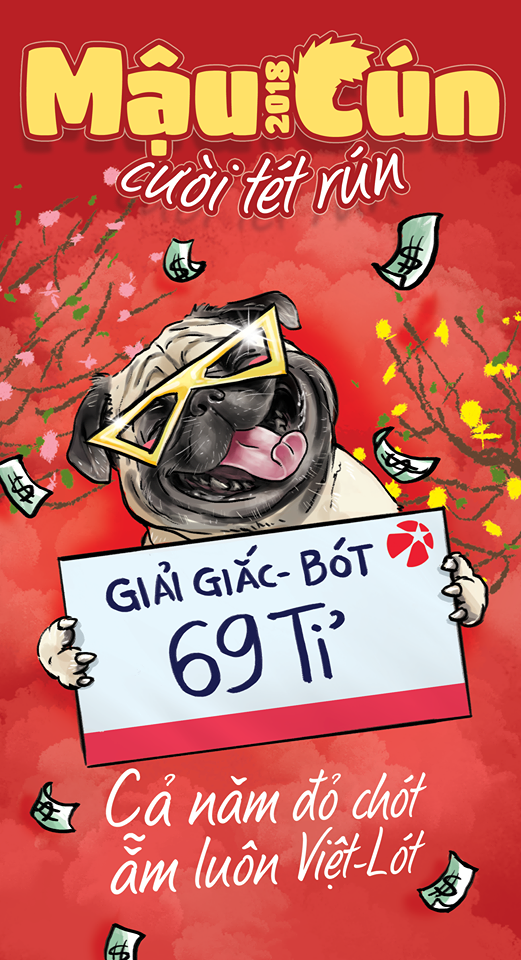 Mậu 2018 Cún
cười tét rún
GIẢI GIẮC-BÓT
69 Tỉ
Cả năm đỏ chót
ẵm luôn Việt-Lót